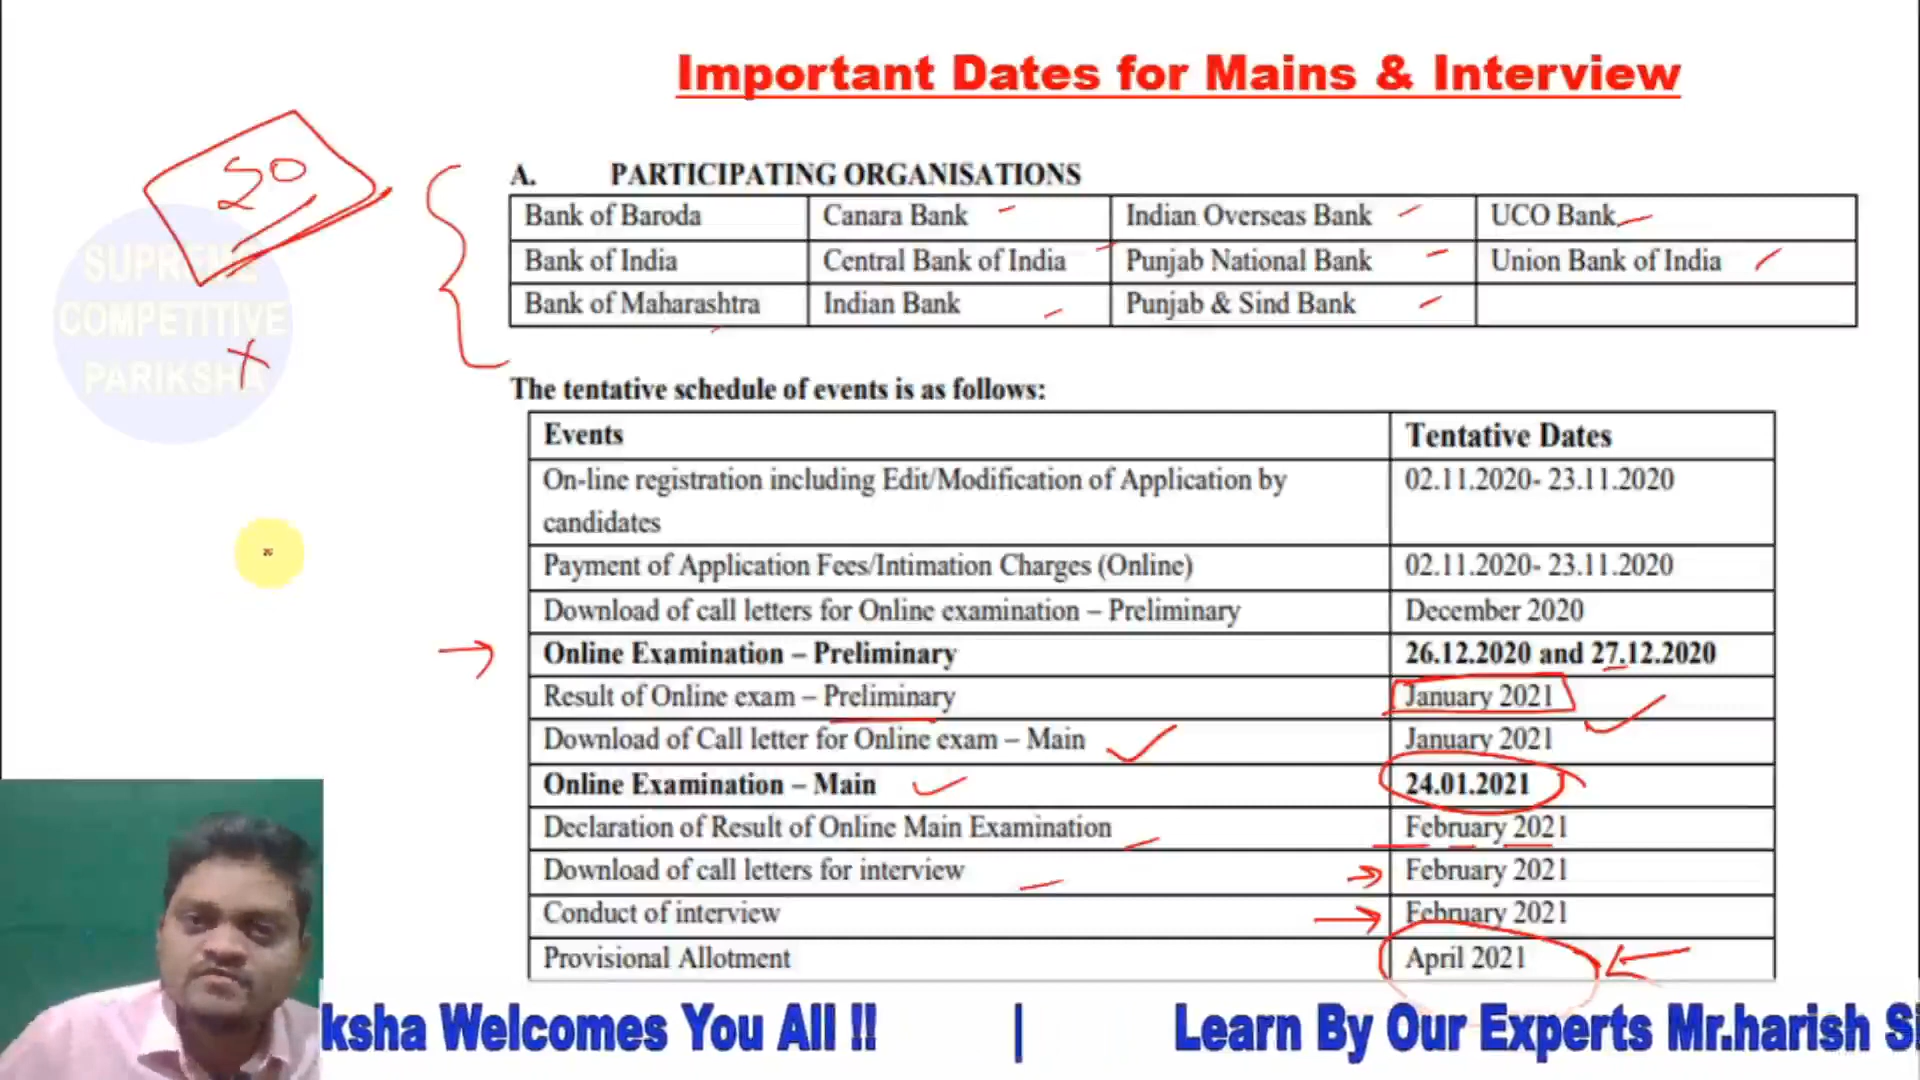 Important Dates for Mains & Interview
50
A. PARTICIPATING ORGANISATIONS
Bank of Baroda Canara Bank Indian Overseas Bank UCO Bank
Bank of India Central Bank of India Punjab National Bank Union Bank of India
Bank of Maharashtra Indian Bank Punjab & Sind Bank
SUPREME
COMPETITIVE
PARIKSHA
The tentative schedule of events is as follows:
Events Tentative Dates
On-line registration including Edit/Modification of Application by 02.11.2020- 23.11.2020
candidates
Payment of Application Fees/Intimation Charges (Online) 02.11.2020- 23.11.2020
Download of call letters for Online examination – Preliminary December 2020
Online Examination – Preliminary 26.12.2020 and 27.12.2020
Result of Online exam – Preliminary January 2021
Download of Call letter for Online exam – Main January 2021
Online Examination – Main 24.01.2021
Declaration of Result of Online Main Examination February 2021
Download of call letters for interview February 2021
Conduct of interview February 2021
Provisional Allotment April 2021
ksha Welcomes You All !! | Learn By Our Experts Mr.harish S